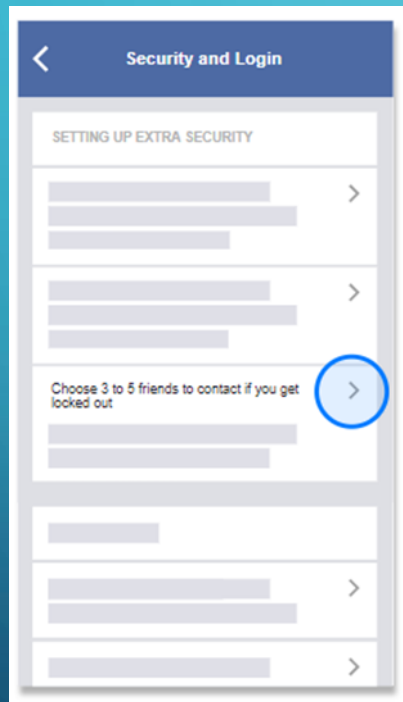 Security and Login
SETTING UP EXTRA SECURITY
Choose 3 to 5 friends to contact if you get
locked out